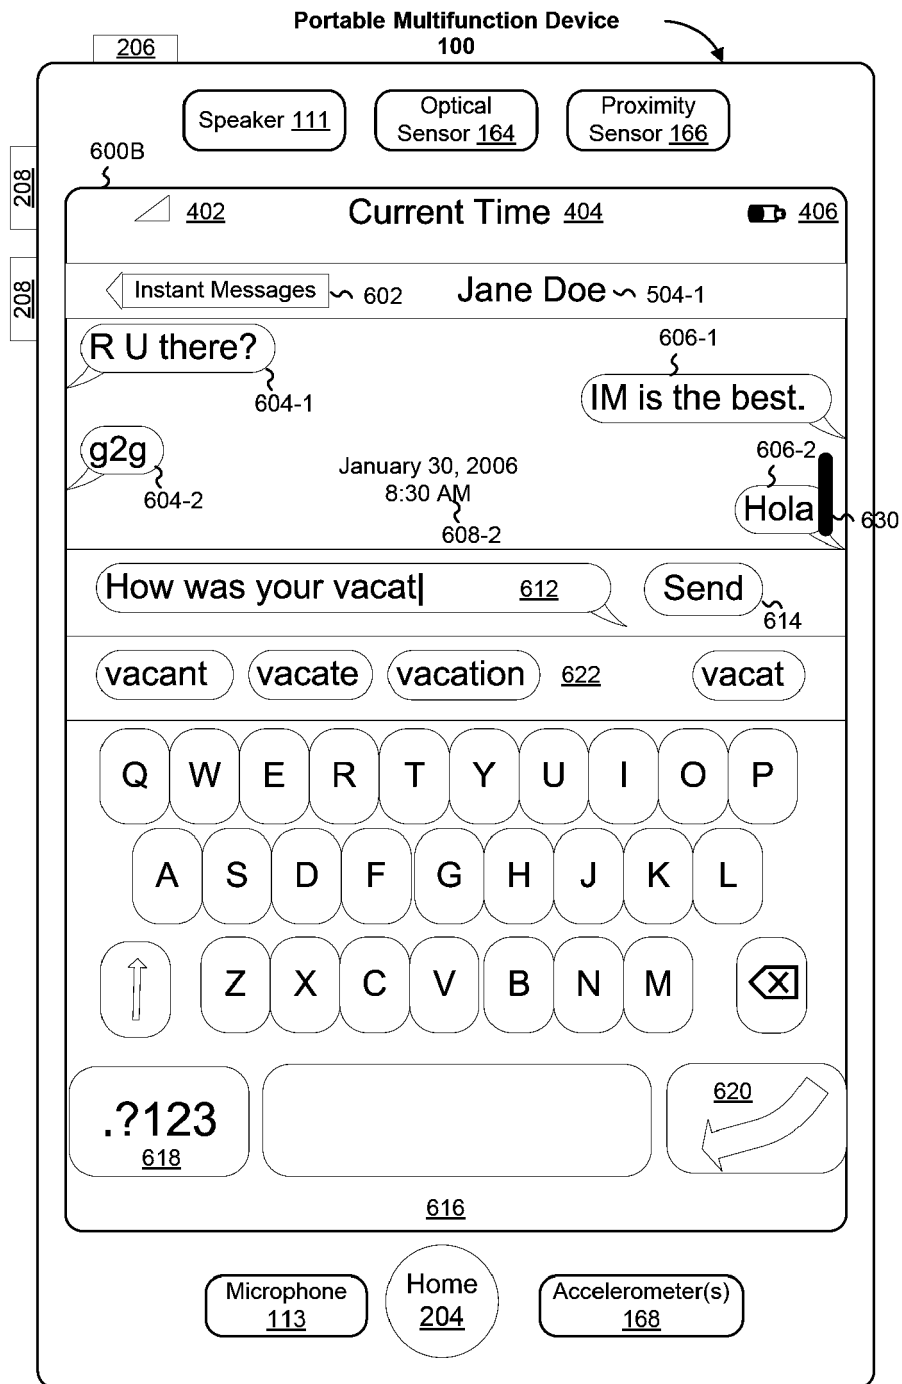 Portable Multifunction Device
100
206
Speaker 111
Optical
Sensor 164
Proximity
Sensor 166
600B
208
208
402
Current Time 404
406
Instant Messages
602
Jane Doe
504-1
R U there?
604-1
606-1
IM is the best.
g2g
604-2
January 30, 2006
8:30 AM
608-2
606-2
Hola
630
How was your vacat
612
Send
614
vacant vacate vacation 622 vacat
Q W E R T Y U I O P
A S D F G H J K L
Z X C V B N M
.?123
618
620
616
Microphone
113
Home
204
Accelerometer(s)
168